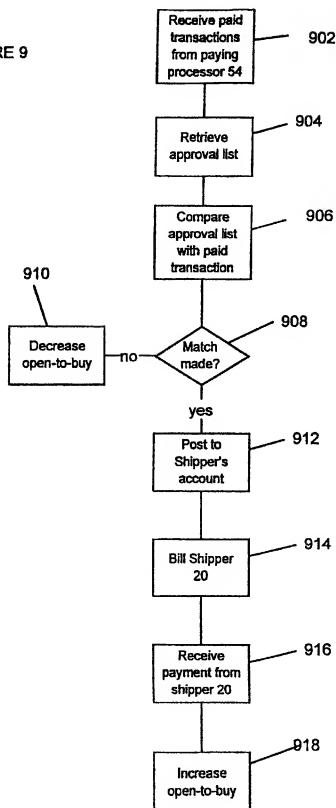 Receive paid
transactions
from paying
processor 54
902
RE 9
904
Retrieve
approval list
906
Compare
approval list
with paid
transaction
910
908
Decrease
open-to-buy
no
Match
made?
yes
912
Post to
Shipper's
account
914
Bill Shipper
20
916
Receive
payment from
shipper 20
918
Increase
open-to-buy